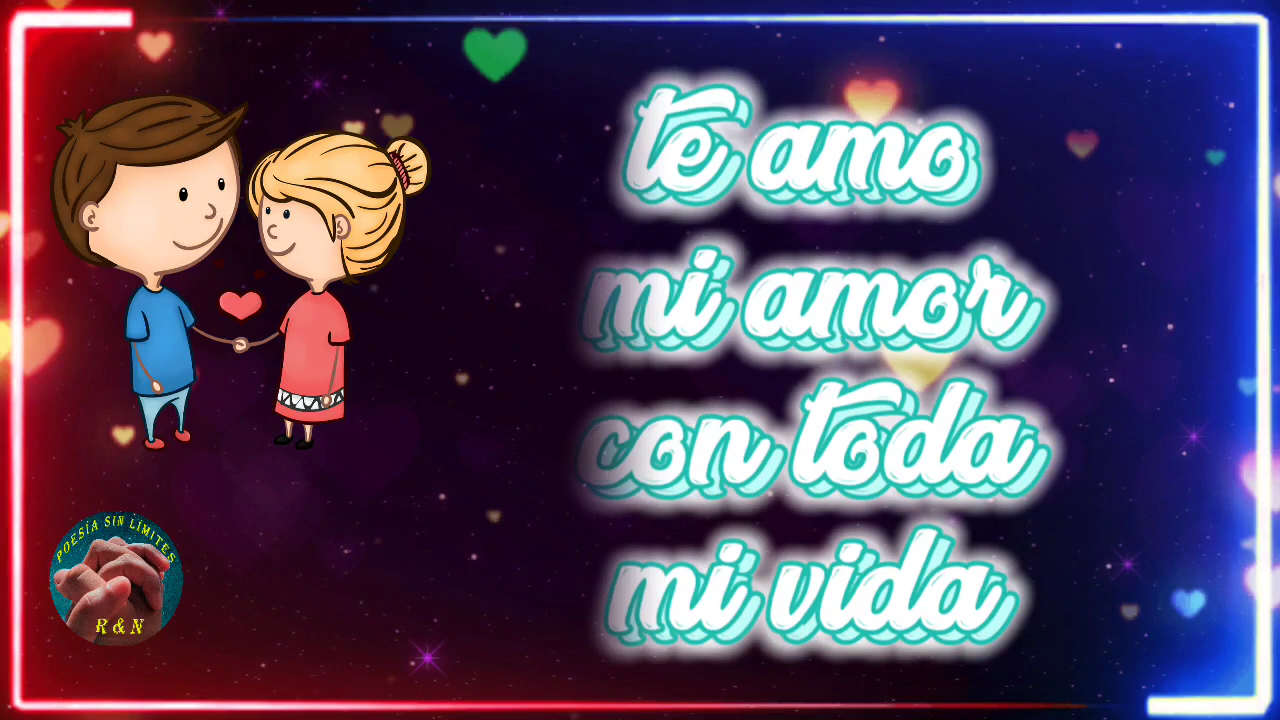 te amo
mi amor
con toda
mi vida
POESÍA SIN LÍMITES
R & N